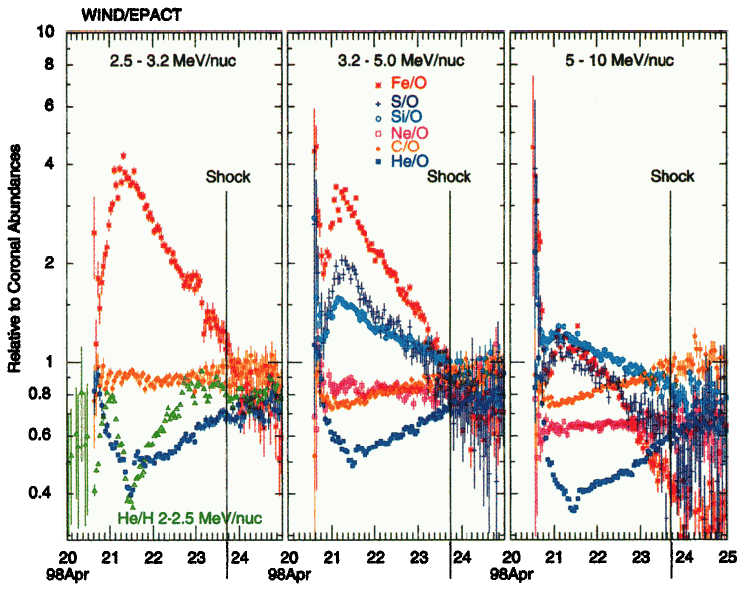 WIND/EPACT
2.5 - 3.2 MeV/nuc
3.2 - 5.0 MeV/nuc
5 - 10 MeV/nuc
Fe/O
S/O
Si/O
Ne/O
C/O
He/O
Shock
Shock
Shock
He/H 2-2.5 MeV/nuc
Relative to Coronal Abundances
10
8
6
4
2
1
0.8
0.6
0.4
20 21 22 23 24
20 21 22 23 24
20 21 22 23 24 25
98Apr
98Apr
98Apr